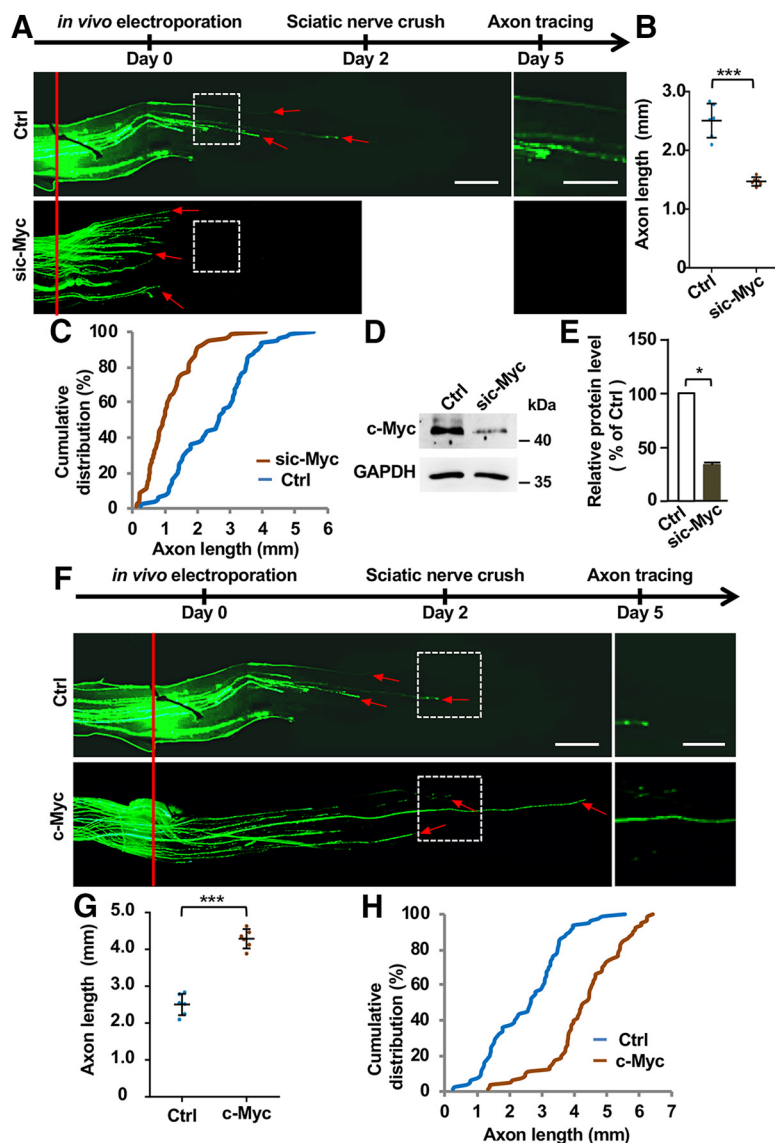 A
in vivo electroporation Sciatic nerve crush Axon tracing
Day 0 Day 2 Day 5
Ctrl
sic-Myc
B
Axon length (mm)
***
3.0
2.0
1.0
0
Ctrl sic-Myc
C
Cumulative
distribution (%)
100
80
60
40
20
0
sic-Myc
Ctrl
0 1 2 3 4 5 6
Axon length (mm)
D
Ctrl sic-Myc
kDa
c-Myc
– 40
GAPDH
– 35
E
Relative protein level
( % of Ctrl )
150
100
50
0
*
Ctrl sic-Myc
F
in vivo electroporation Sciatic nerve crush Axon tracing
Day 0 Day 2 Day 5
Ctrl
c-Myc
G
Axon length (mm)
***
5.0
4.0
3.0
2.0
1.0
0
Ctrl c-Myc
H
Cumulative
distribution (%)
100
80
60
40
20
0
Ctrl
c-Myc
0 1 2 3 4 5 6 7
Axon length (mm)